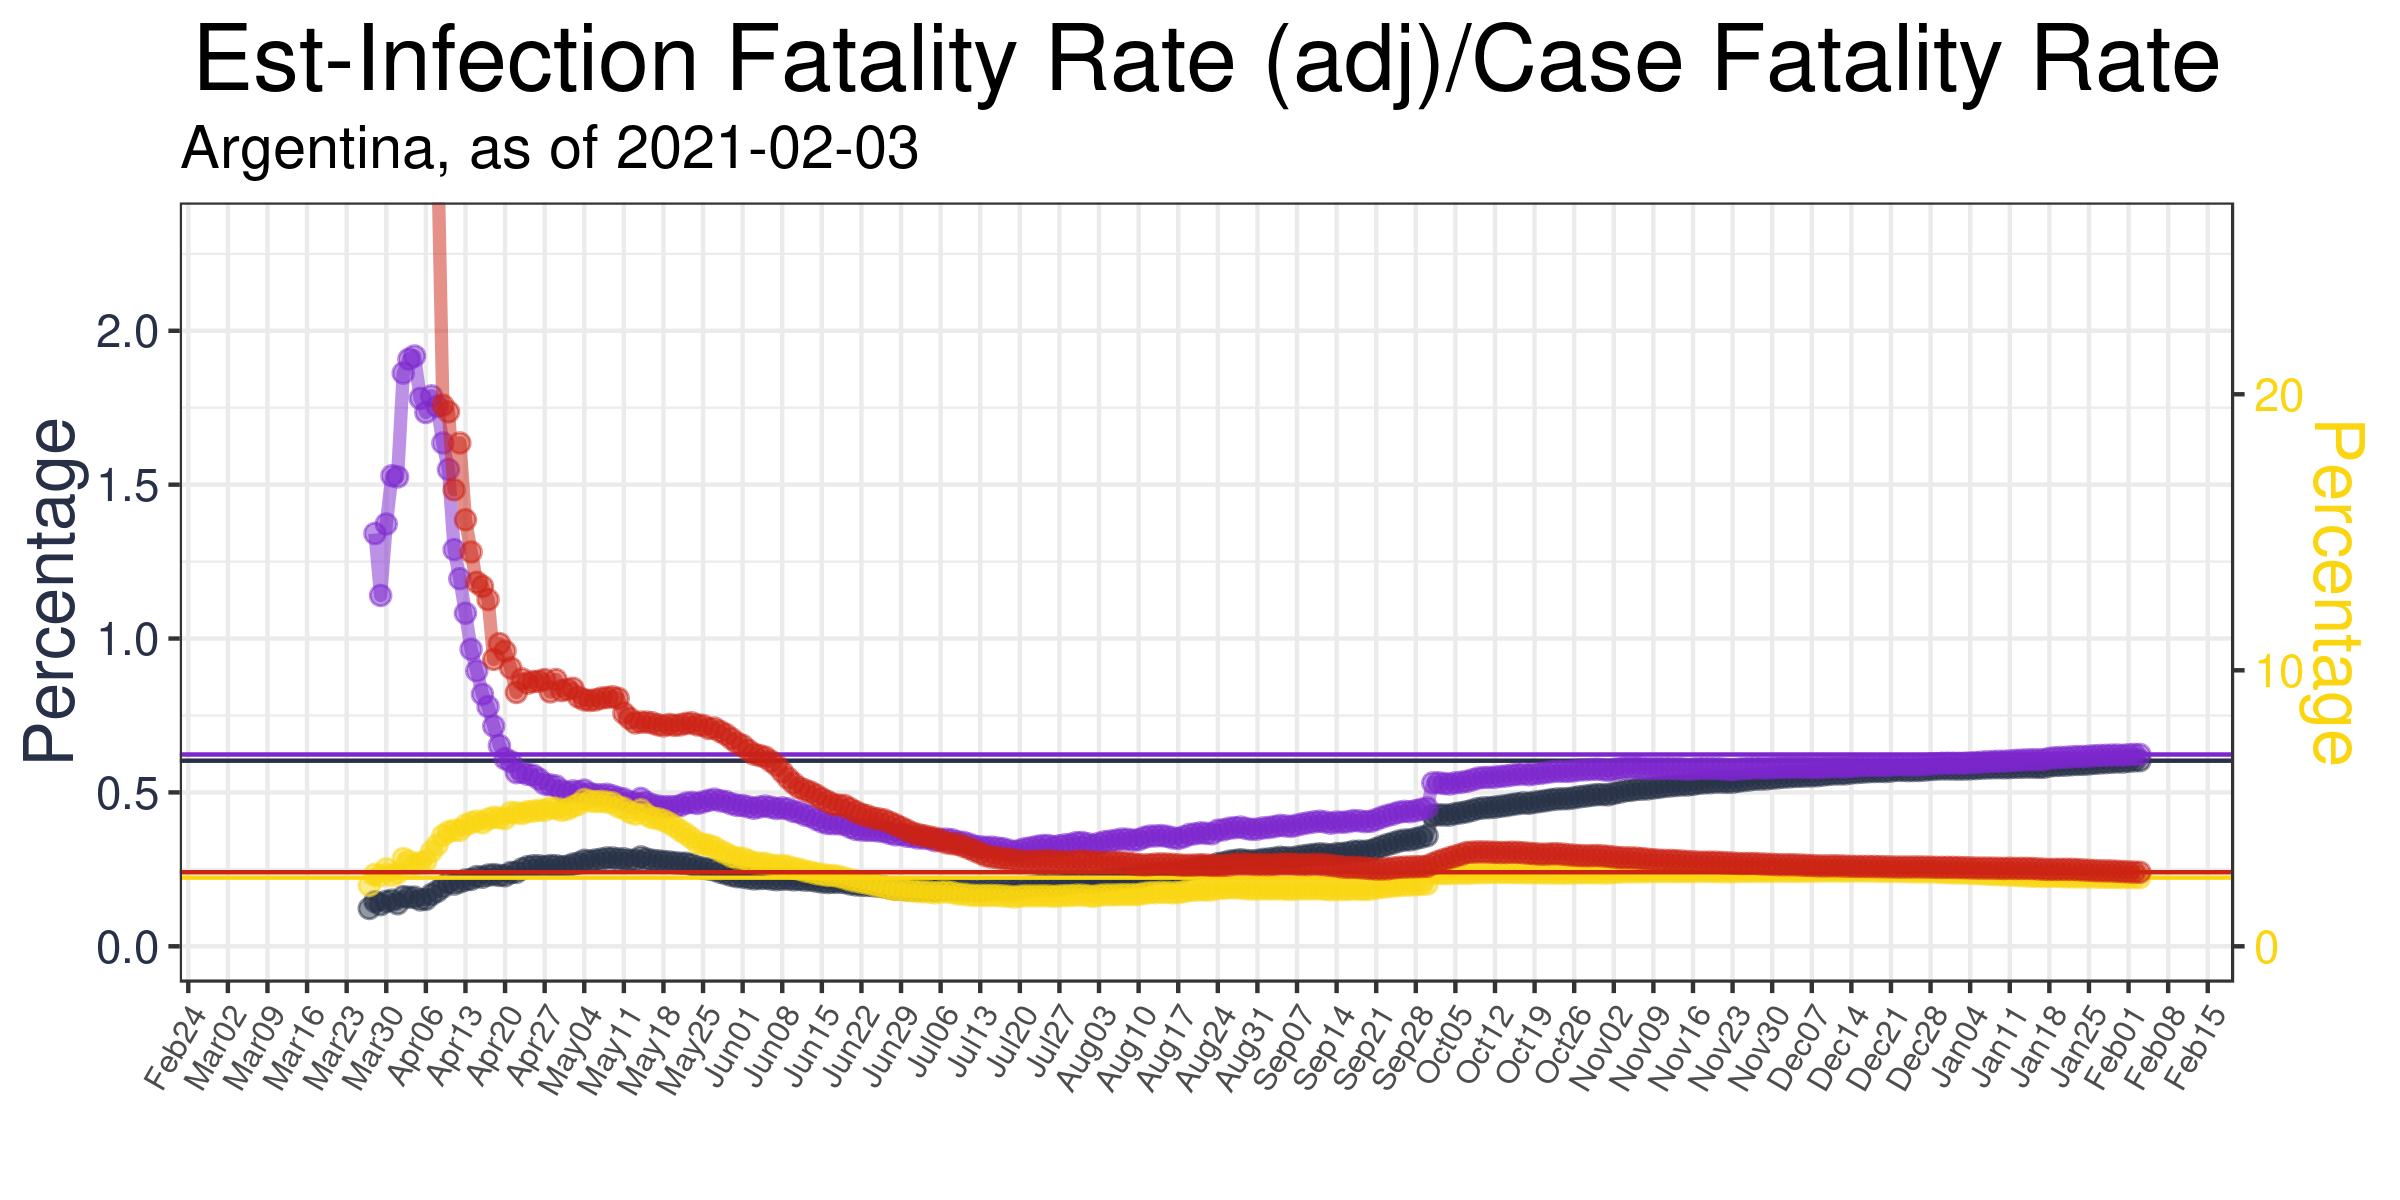 Est-Infection Fatality Rate (adj)/Case Fatality Rate
Argentina, as of 2021-02-03
Percentage
2.0
1.5
1.0
0.5
0.0
20
10
0
Percentage
Feb24
Mar02
Mar09
Mar16
Mar23
Mar30
Apr06
Apr13
Apr20
Apr27
May04
May11
May18
May25
Jun01
Jun08
Jun15
Jun22
Jun29
Jul06
Jul13
Jul20
Jul27
Aug03
Aug10
Aug17
Aug24
Aug31
Sep07
Sep14
Sep21
Sep28
Oct05
Oct12
Oct19
Oct26
Nov02
Nov09
Nov16
Nov23
Nov30
Dec07
Dec14
Dec21
Dec28
Jan04
Jan11
Jan18
Jan25
Feb01
Feb08
Feb15